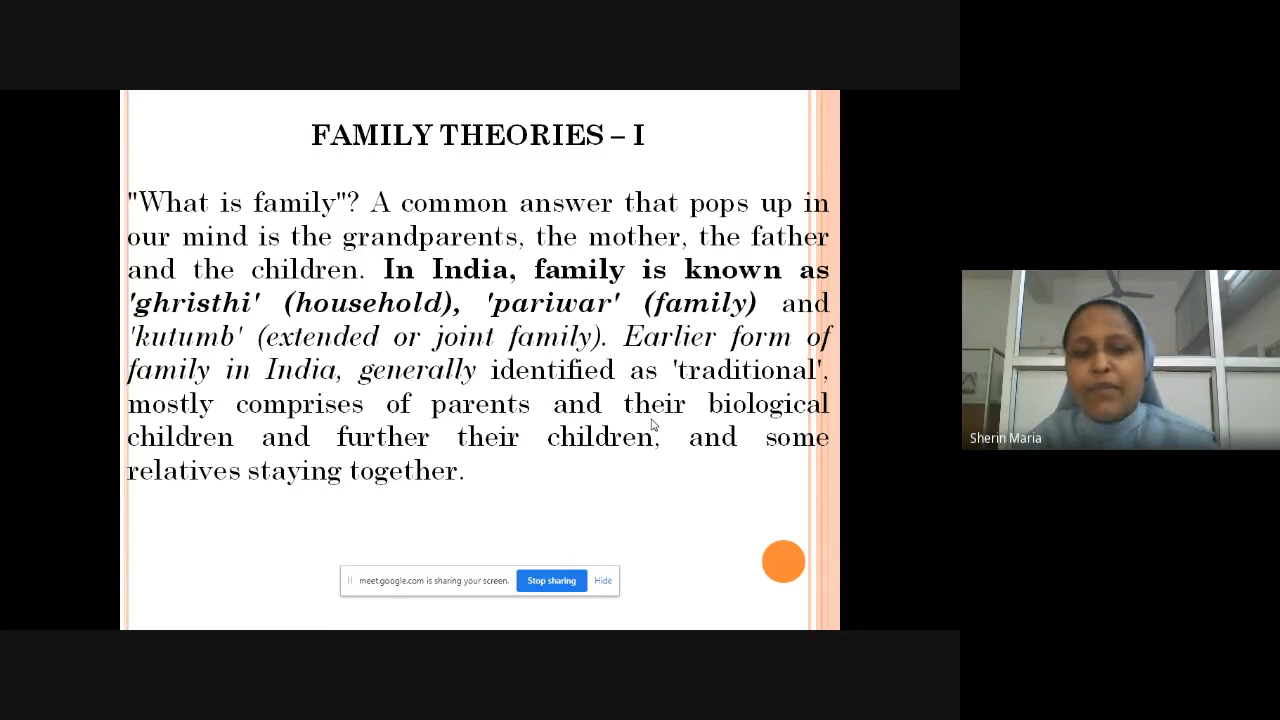 FAMILY THEORIES – I
"What is family"? A common answer that pops up in
our mind is the grandparents, the mother, the father
and the children. In India, family is known as
'ghristhi' (household), 'pariwar' (family) and
'kutumb' (extended or joint family). Earlier form of
family in India, generally identified as 'traditional',
mostly comprises of parents and their biological
children and further their children, and some
relatives staying together.
meet.google.com is sharing your screen. Stop sharing Hide
Sherin Maria